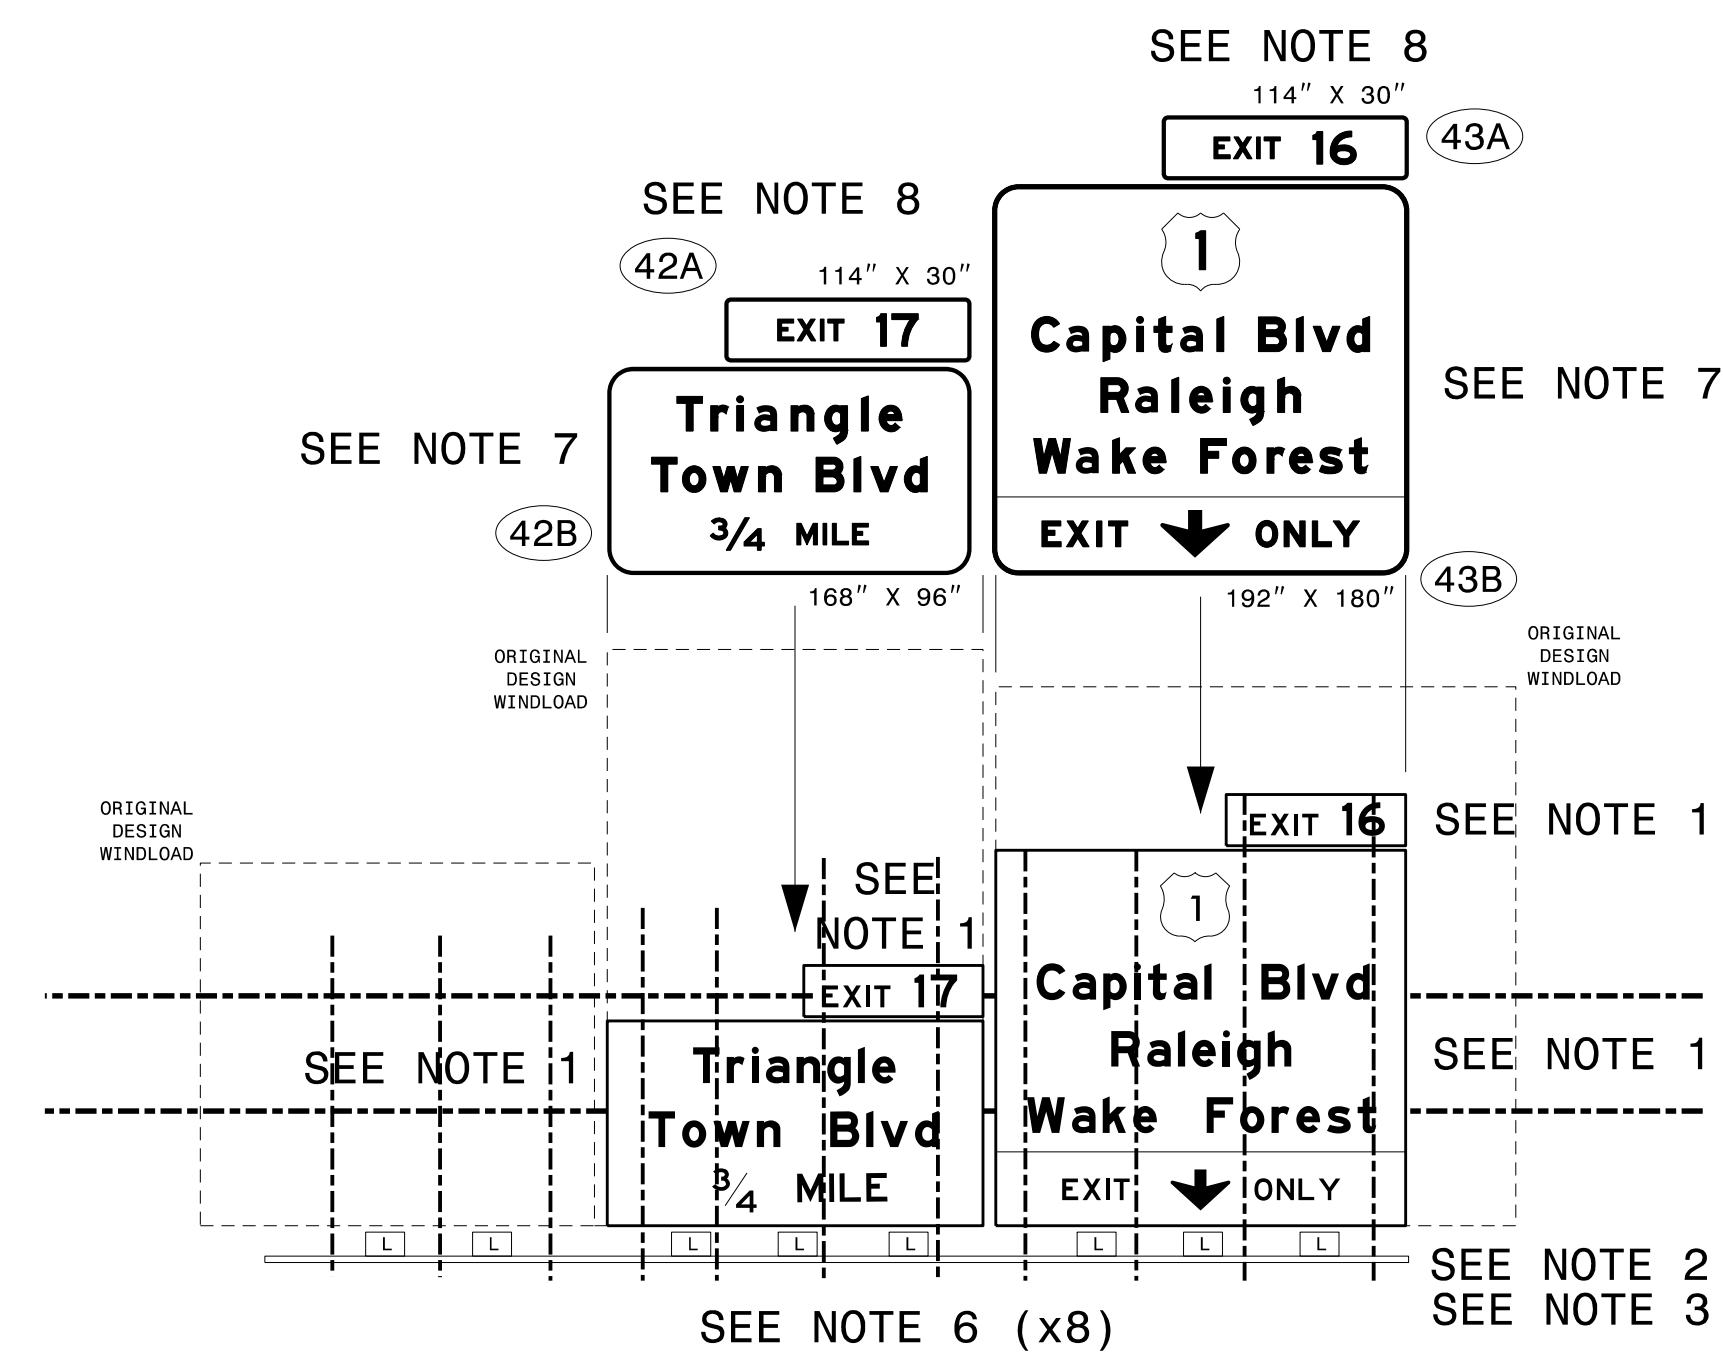 SEE NOTE 8
114" X 30"
EXIT 16
43A
SEE NOTE 8
42A
114" X 30"
EXIT 17
1
Capital Blvd
Raleigh
Wake Forest
EXIT ONLY
SEE NOTE 7
Triangle
Town Blvd
3/4 MILE
SEE NOTE 7
42B
168" X 96"
192" X 180"
43B
ORIGINAL
DESIGN
WINDLOAD
ORIGINAL
DESIGN
WINDLOAD
ORIGINAL
DESIGN
WINDLOAD
EXIT 16
SEE NOTE 1
SEE
NOTE 1
EXIT 17
1
Capital Blvd
Raleigh
Wake Forest
EXIT ONLY
SEE NOTE 1
SEE NOTE 1
Triangle
Town Blvd
3/4 MILE
L L L L L L L L
SEE NOTE 2
SEE NOTE 3
SEE NOTE 6 (x8)